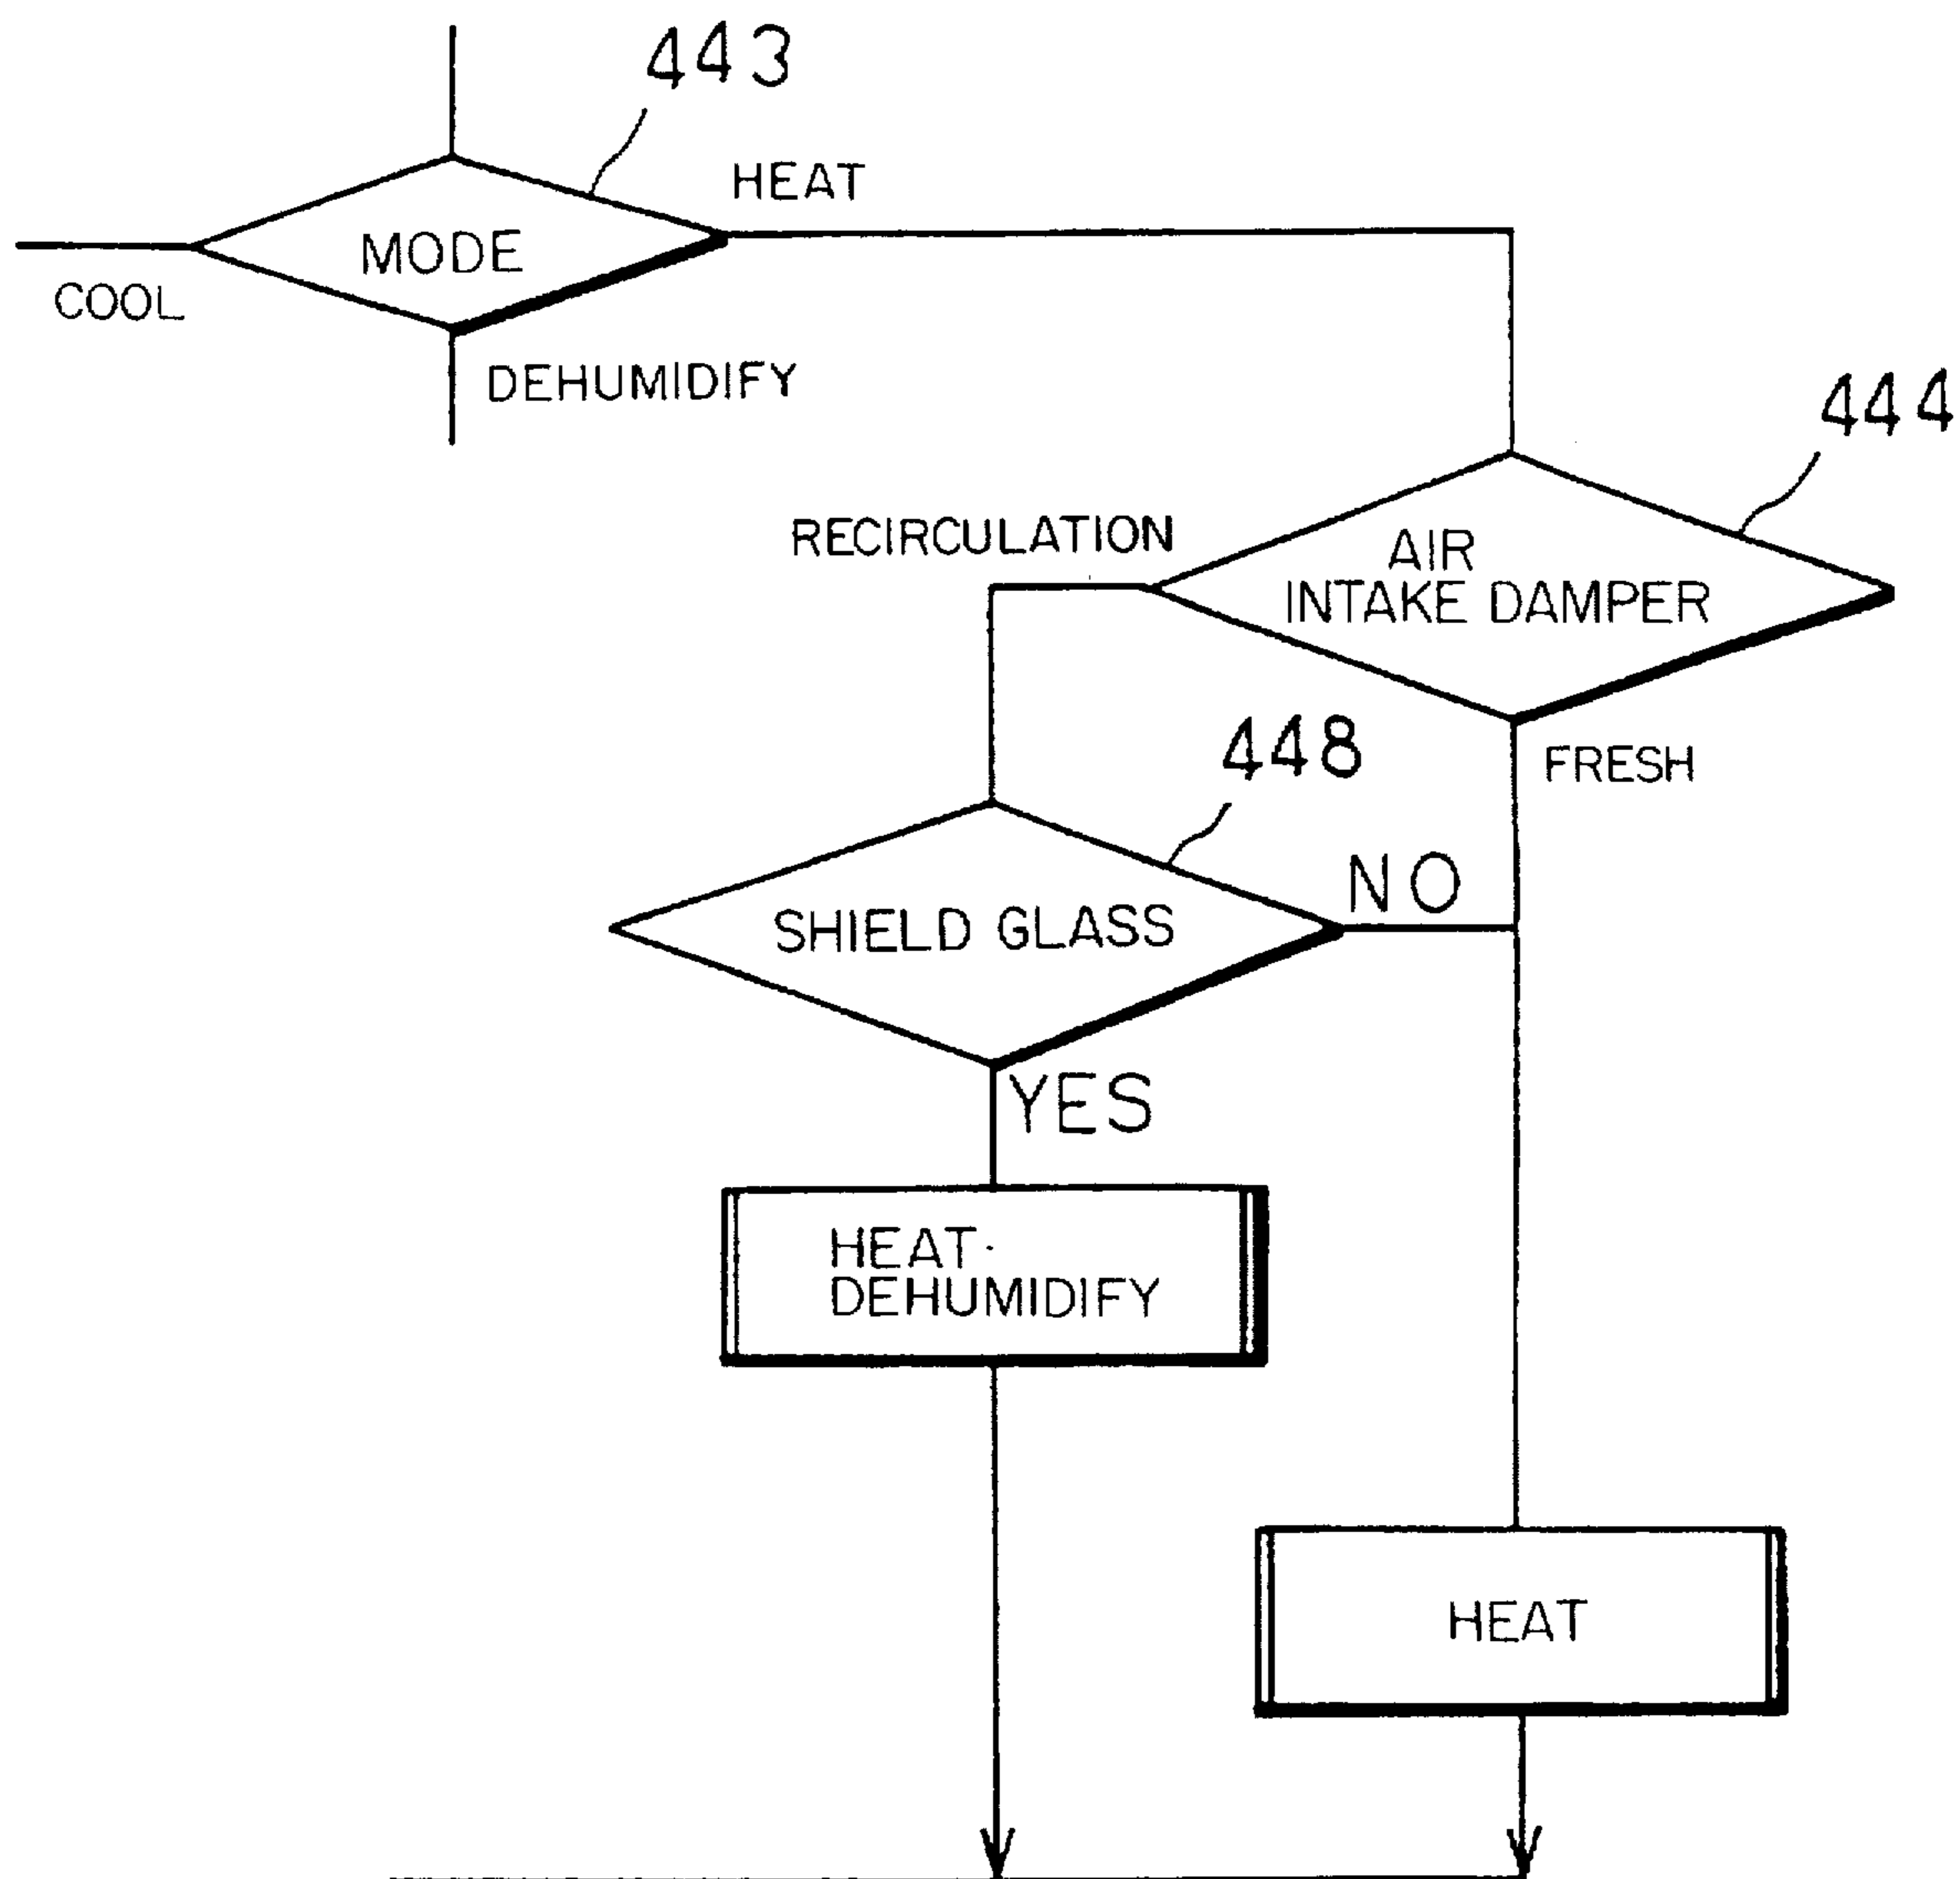 443
HEAT
MODE
COOL
DEHUMIDIFY
444
RECIRCULATION
AIR
INTAKE DAMPER
448
FRESH
NO
SHIELD GLASS
YES
HEAT·
DEHUMIDIFY
HEAT